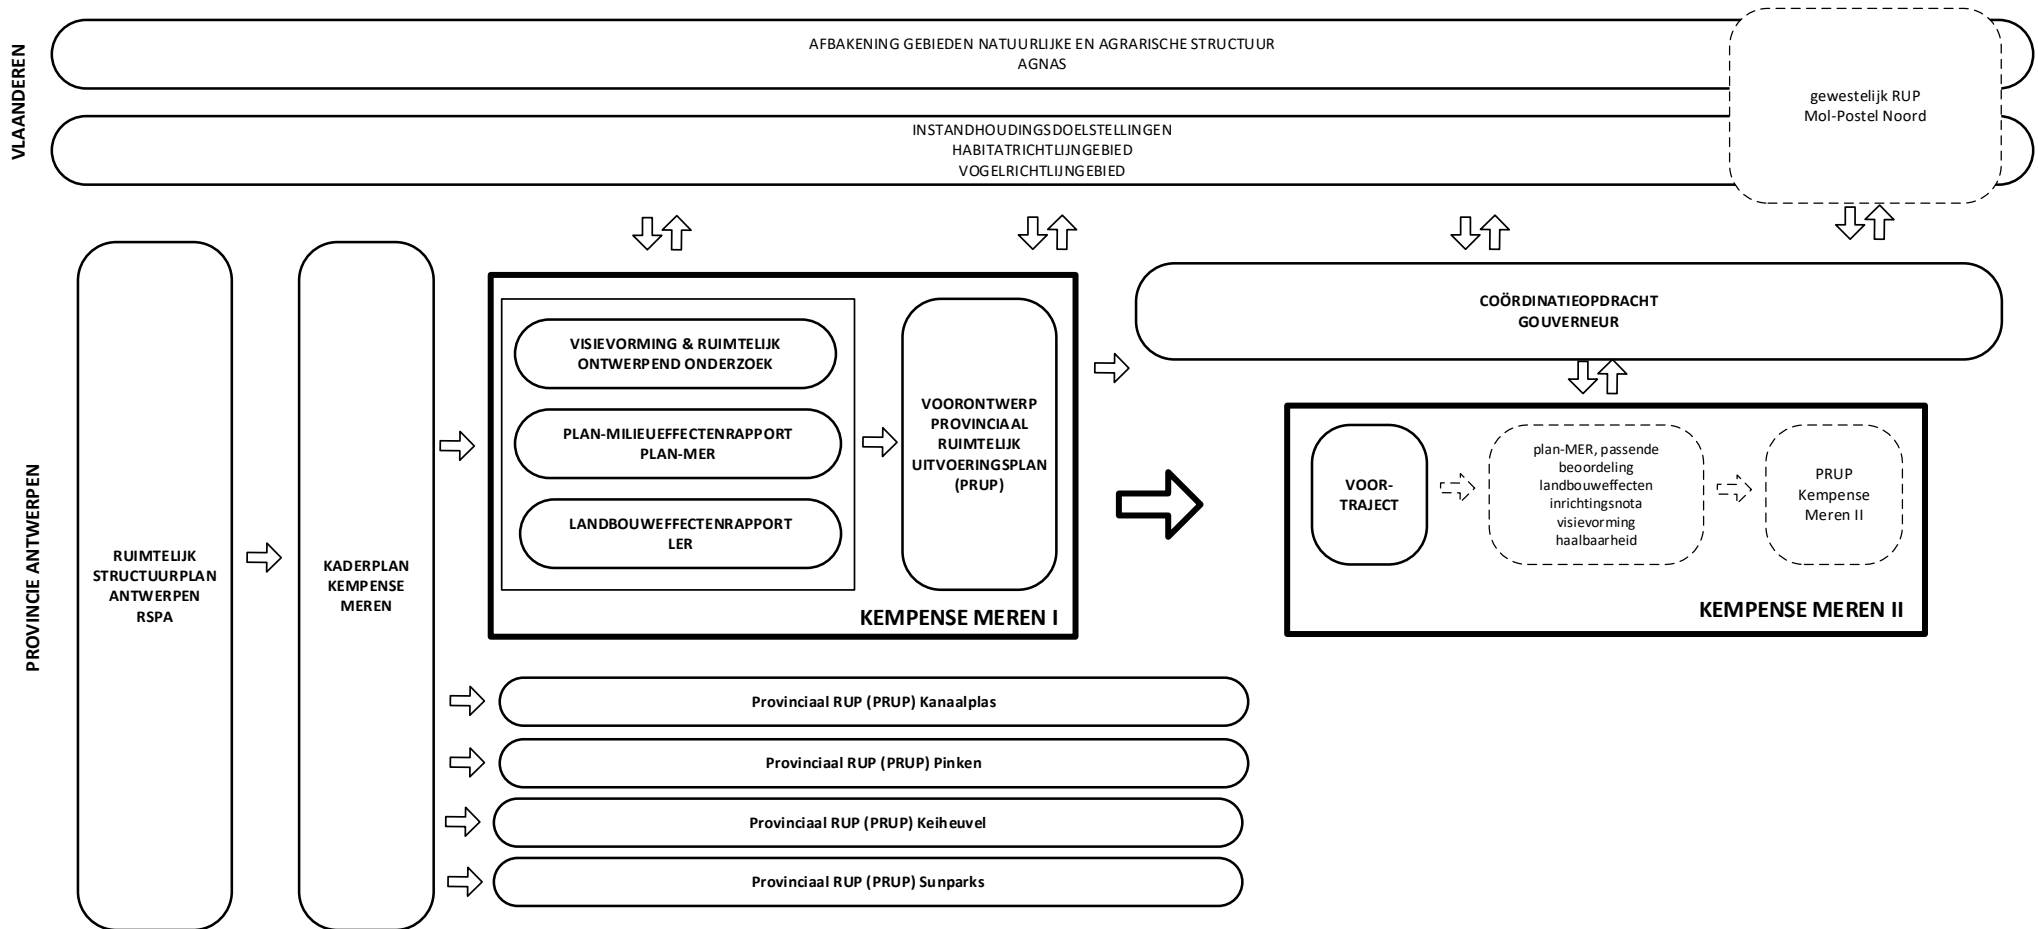 VLAANDEREN
AFBAKENING GEBIEDEN NATUURLIJKE EN AGRARISCHE STRUCTUUR
AGNAS
INSTANDHOUDINGSDOELSTELLINGEN
HABITATRICHTLIJNGEBIED
VOGELRICHTLIJNGEBIED
gewestelijk RUP
Mol-Postel Noord
PROVINCIE ANTWERPEN
RUIMTELIJK
STRUCTUURPLAN
ANTWERPEN
RSPA
KADERPLAN
KEMPENSE
MEREN
VISIEVORMING & RUIMTELIJK
ONTWERPEND ONDERZOEK
PLAN-MILIEUEFFECTENRAPPORT
PLAN-MER
LANDBOUWEFFECTENRAPPORT
LER
VOORONTWERP
PROVINCIAAL
RUIMTELIJK
UITVOERINGSPLAN
(PRUP)
KEMPENSE MEREN I
COÖRDINATIEOPDRACHT
GOUVERNEUR
VOOR-
TRAJECT
plan-MER, passende
beoordeling
landbouweffecten
inrichtingsnota
visievorming
haalbaarheid
PRUP
Kempense
Meren II
KEMPENSE MEREN II
Provinciaal RUP (PRUP) Kanaalplas
Provinciaal RUP (PRUP) Pinken
Provinciaal RUP (PRUP) Keiheuvel
Provinciaal RUP (PRUP) Sunparks